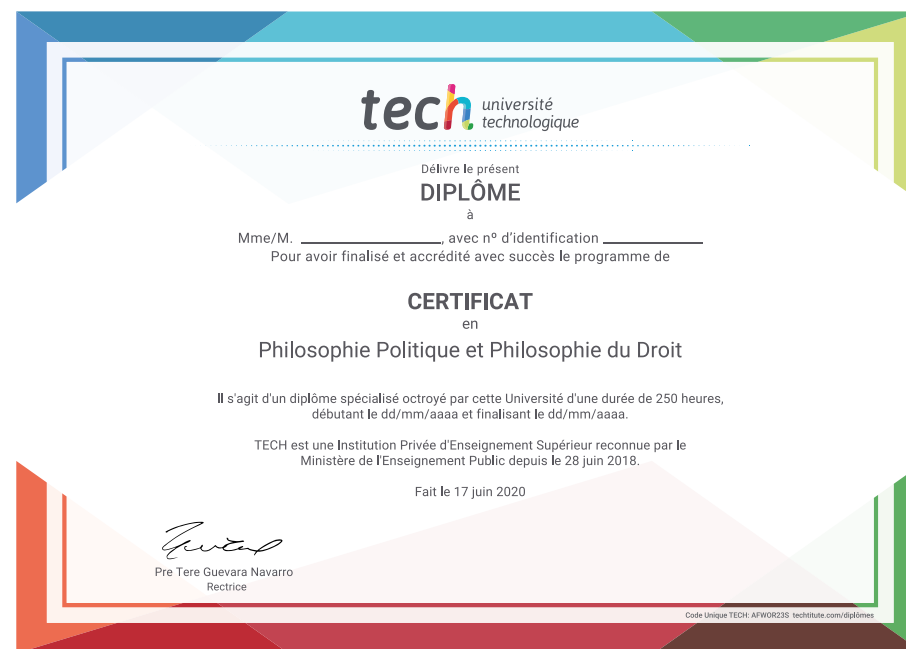 tech université
technologique
Délivre le présent
DIPLÔME
à
Mme/M. ____________________, avec nº d'identification ______________
Pour avoir finalisé et accrédité avec succès le programme de
CERTIFICAT
en
Philosophie Politique et Philosophie du Droit
Il s'agit d'un diplôme spécialisé octroyé par cette Université d'une durée de 250 heures,
débutant le dd/mm/aaaa et finalisant le dd/mm/aaaa.
TECH est une Institution Privée d'Enseignement Supérieur reconnue par le
Ministère de l'Enseignement Public depuis le 28 juin 2018.
Fait le 17 juin 2020
Pre Tere Guevara Navarro
Rectrice
Code Unique TECH: AFWOR23S techtitute.com/diplômes